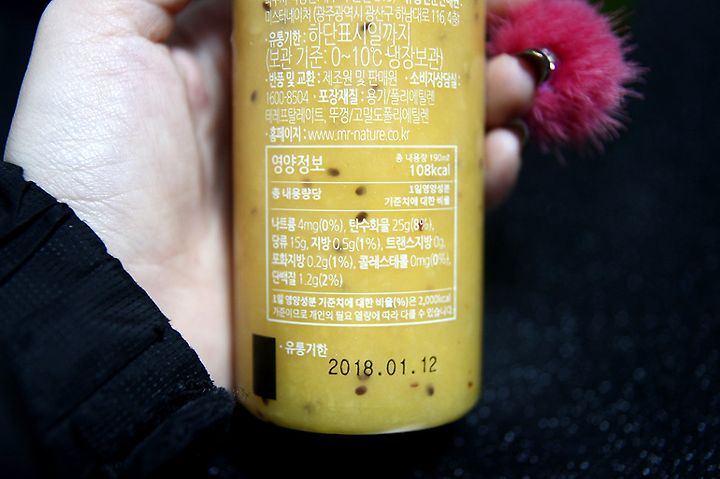 미스터네이처 (광주광역시 광산구 하남대로 116, 4층)
· 유통기한 : 하단표시일까지
(보관 기준 : 0~10℃ 냉장보관)
· 반품 및 교환 : 제조원 및 판매원 · 소비자상담실 :
1600-8504 · 포장재질 : 용기/폴리에틸렌
테레프탈레이트, 뚜껑/고밀도폴리에틸렌
· 홈페이지 : www.mr-nature.co.kr
영양정보 총 내용량 190ml
108kcal
총 내용량당 1일영양성분
기준치에 대한 비율
나트륨 4mg(0%), 탄수화물 25g(8%),
당류 15g, 지방 0.5g(1%), 트랜스지방 0g,
포화지방 0.2g(1%), 콜레스테롤 0mg(0%),
단백질 1.2g(2%)
1일 영양성분 기준치에 대한 비율(%)은 2,000kcal
기준이므로 개인의 필요 열량에 따라 다를 수 있습니다.
· 유통기한
2018.01.12